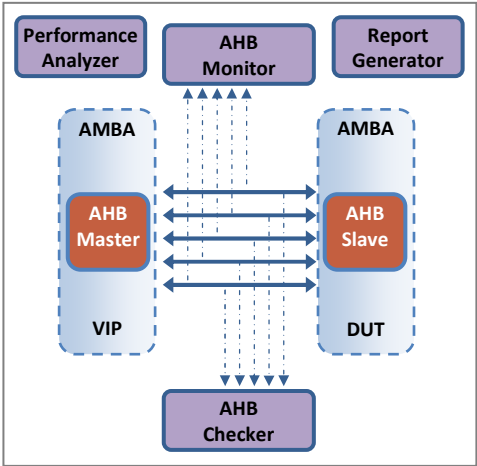 Performance
Analyzer
AHB
Monitor
Report
Generator
AMBA
AMBA
AHB
Master
AHB
Slave
VIP
DUT
AHB
Checker